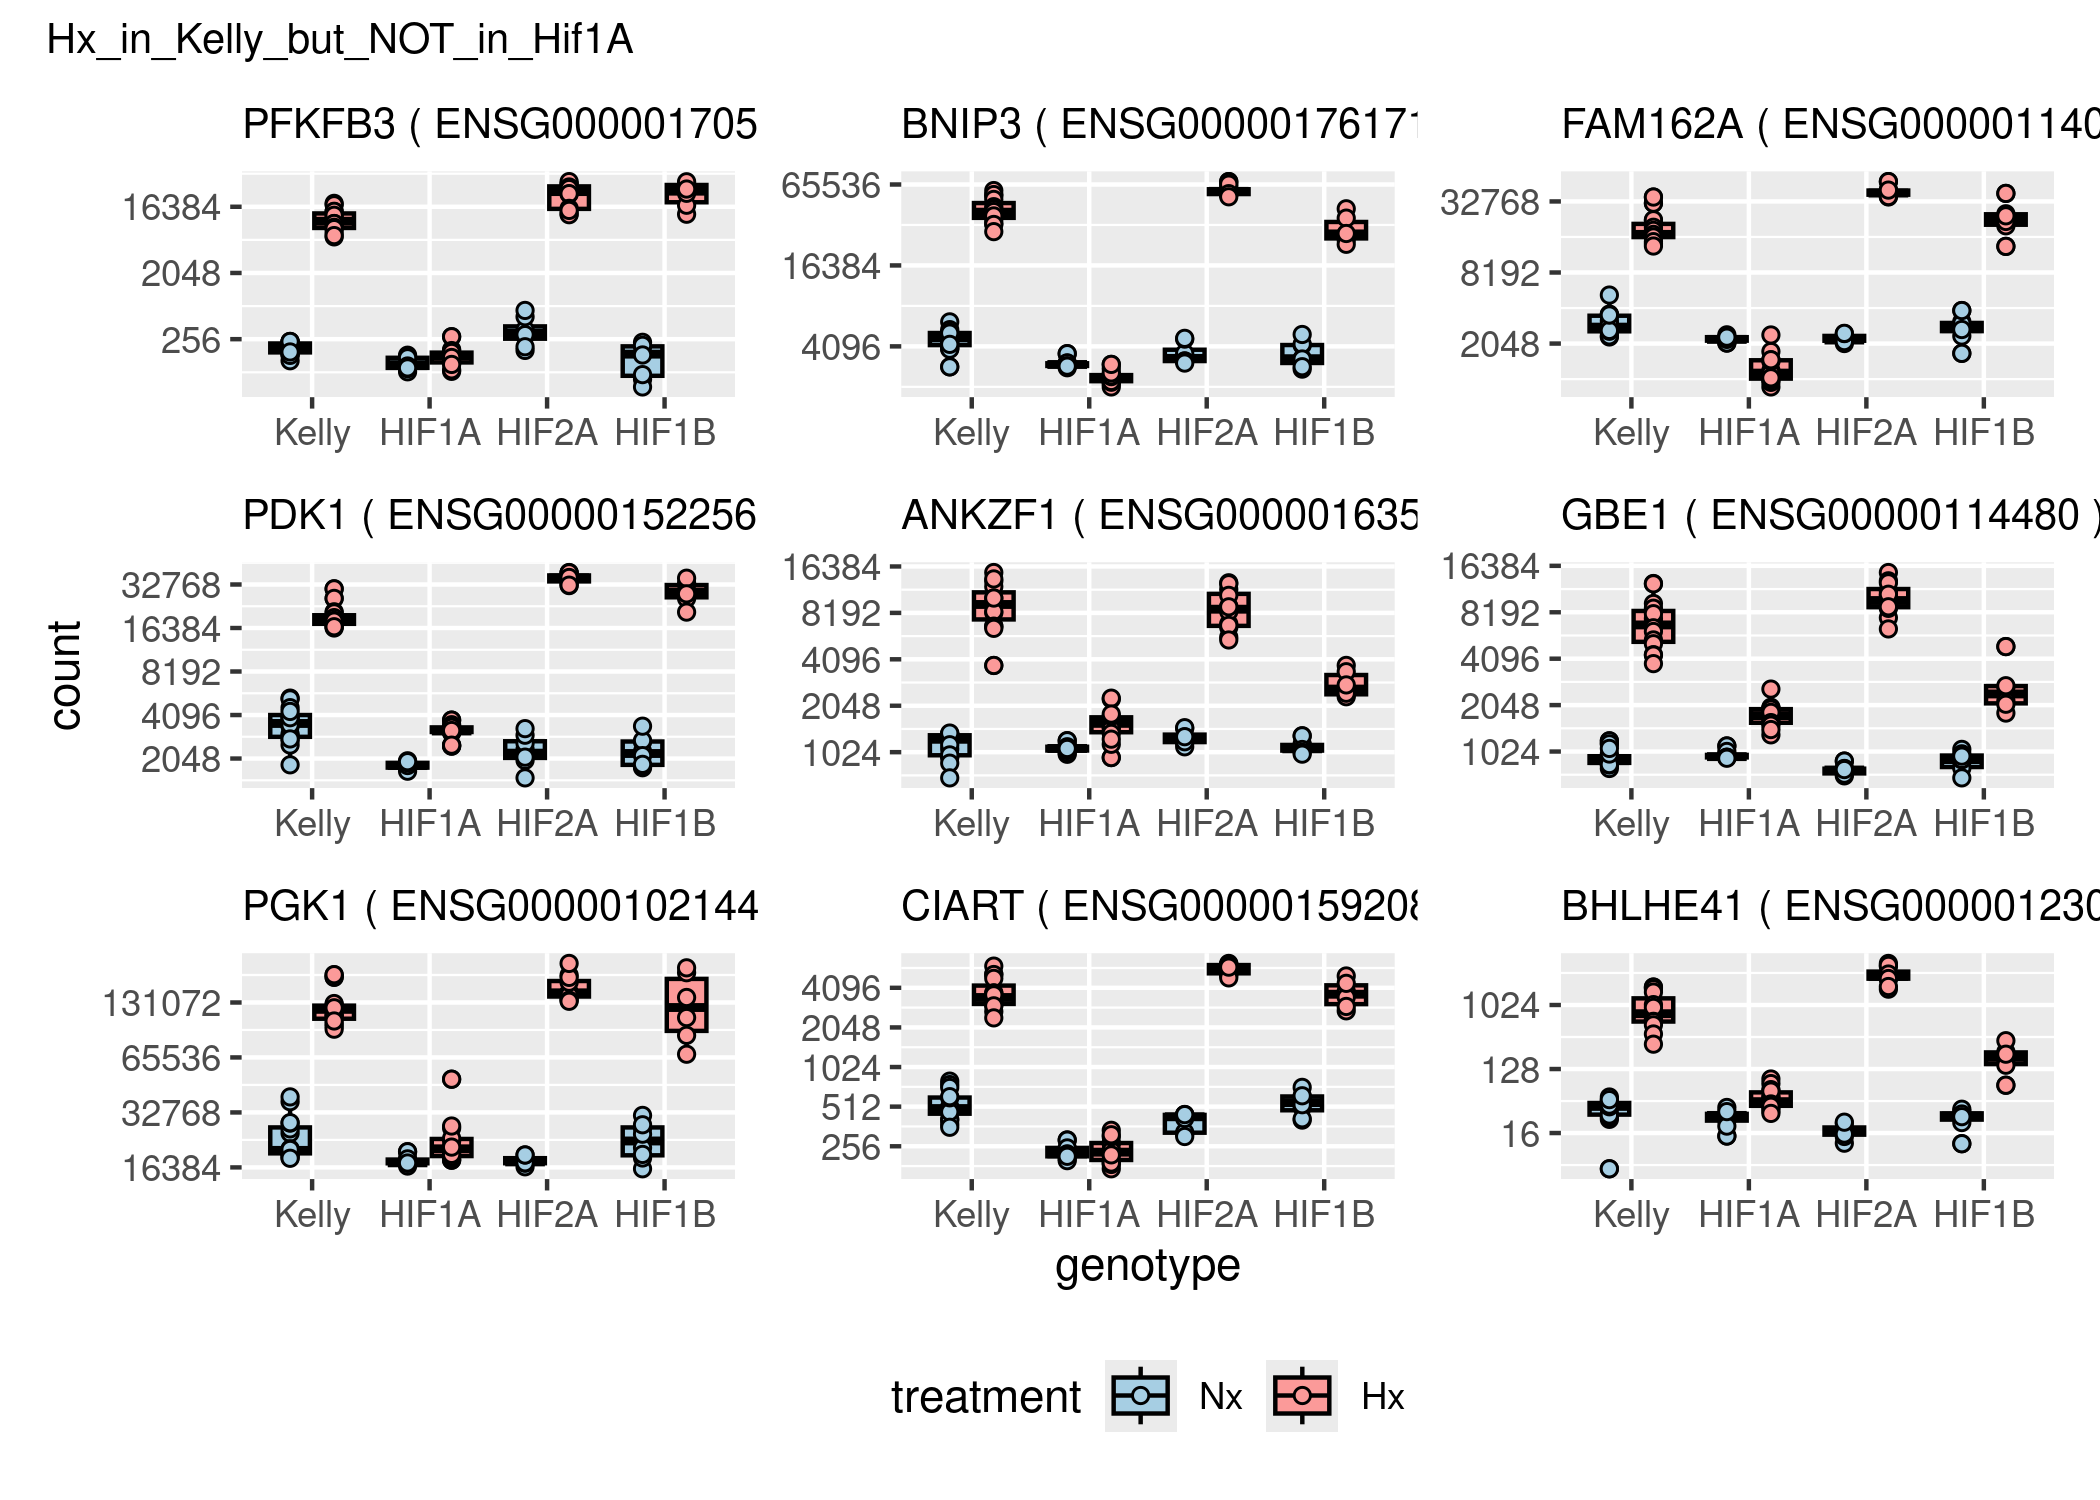 Hx_in_Kelly_but_NOT_in_Hif1A
PFKFB3 ( ENSG000001705
BNIP3 ( ENSG00000176171
FAM162A ( ENSG000001140
16384
2048
256
65536
16384
4096
32768
8192
2048
Kelly HIF1A HIF2A HIF1B
Kelly HIF1A HIF2A HIF1B
Kelly HIF1A HIF2A HIF1B
PDK1 ( ENSG00000152256
ANKZF1 ( ENSG000001635
GBE1 ( ENSG00000114480 )
32768
16384
8192
4096
2048
16384
8192
4096
2048
1024
16384
8192
4096
2048
1024
count
Kelly HIF1A HIF2A HIF1B
Kelly HIF1A HIF2A HIF1B
Kelly HIF1A HIF2A HIF1B
PGK1 ( ENSG00000102144
CIART ( ENSG00000159208
BHLHE41 ( ENSG000001230
131072
65536
32768
16384
4096
2048
1024
512
256
1024
128
16
Kelly HIF1A HIF2A HIF1B
Kelly HIF1A HIF2A HIF1B
Kelly HIF1A HIF2A HIF1B
genotype
treatment Nx Hx